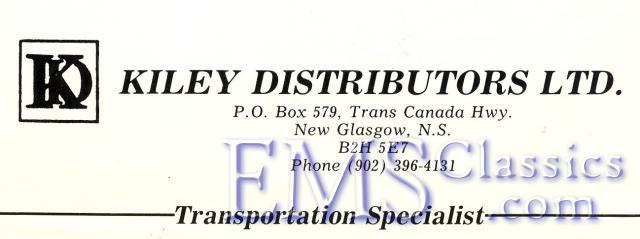 KD
KILEY DISTRIBUTORS LTD.
P.O. Box 579, Trans Canada Hwy.
New Glasgow, N.S.
B2H 5E7
Phone (902) 396-4131
EMSClassics
.com
Transportation Specialist